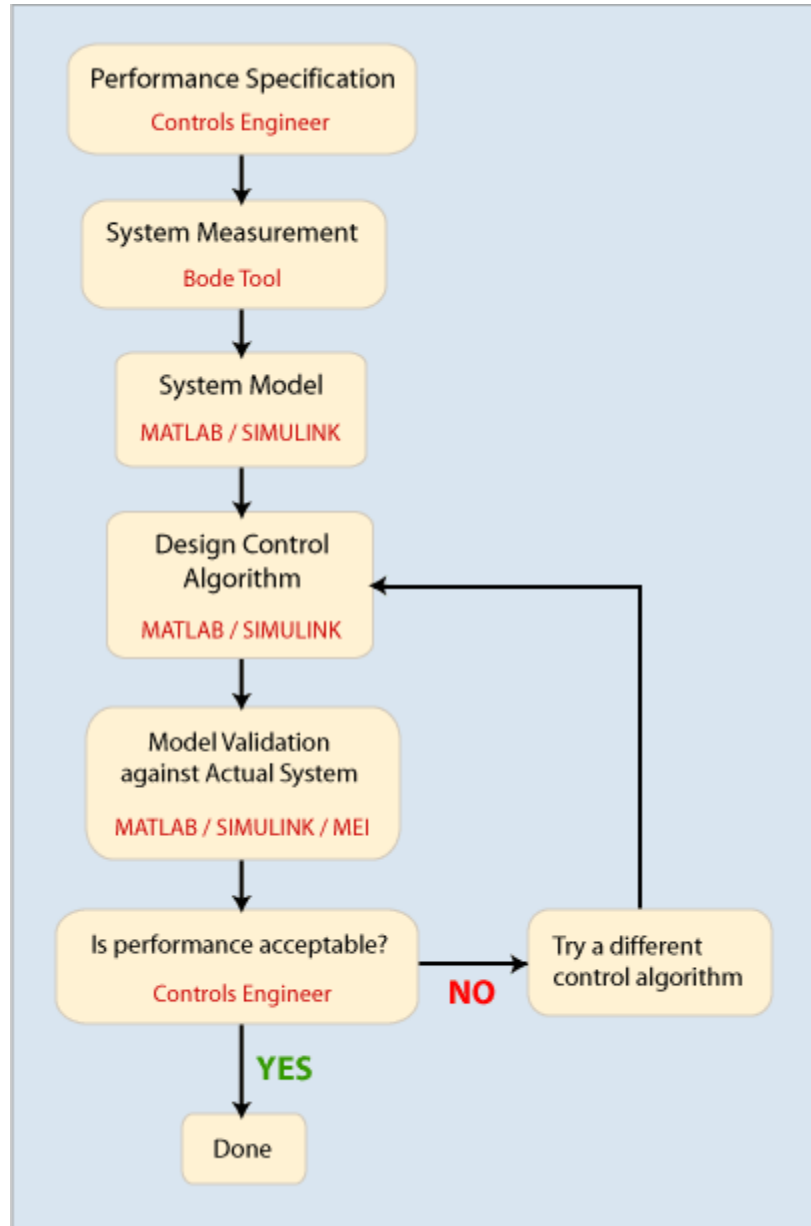 Performance Specification
Controls Engineer
System Measurement
Bode Tool
System Model
MATLAB / SIMULINK
Design Control
Algorithm
MATLAB / SIMULINK
Model Validation
against Actual System
MATLAB / SIMULINK / MEI
Is performance acceptable?
Controls Engineer
NO
Try a different
control algorithm
YES
Done